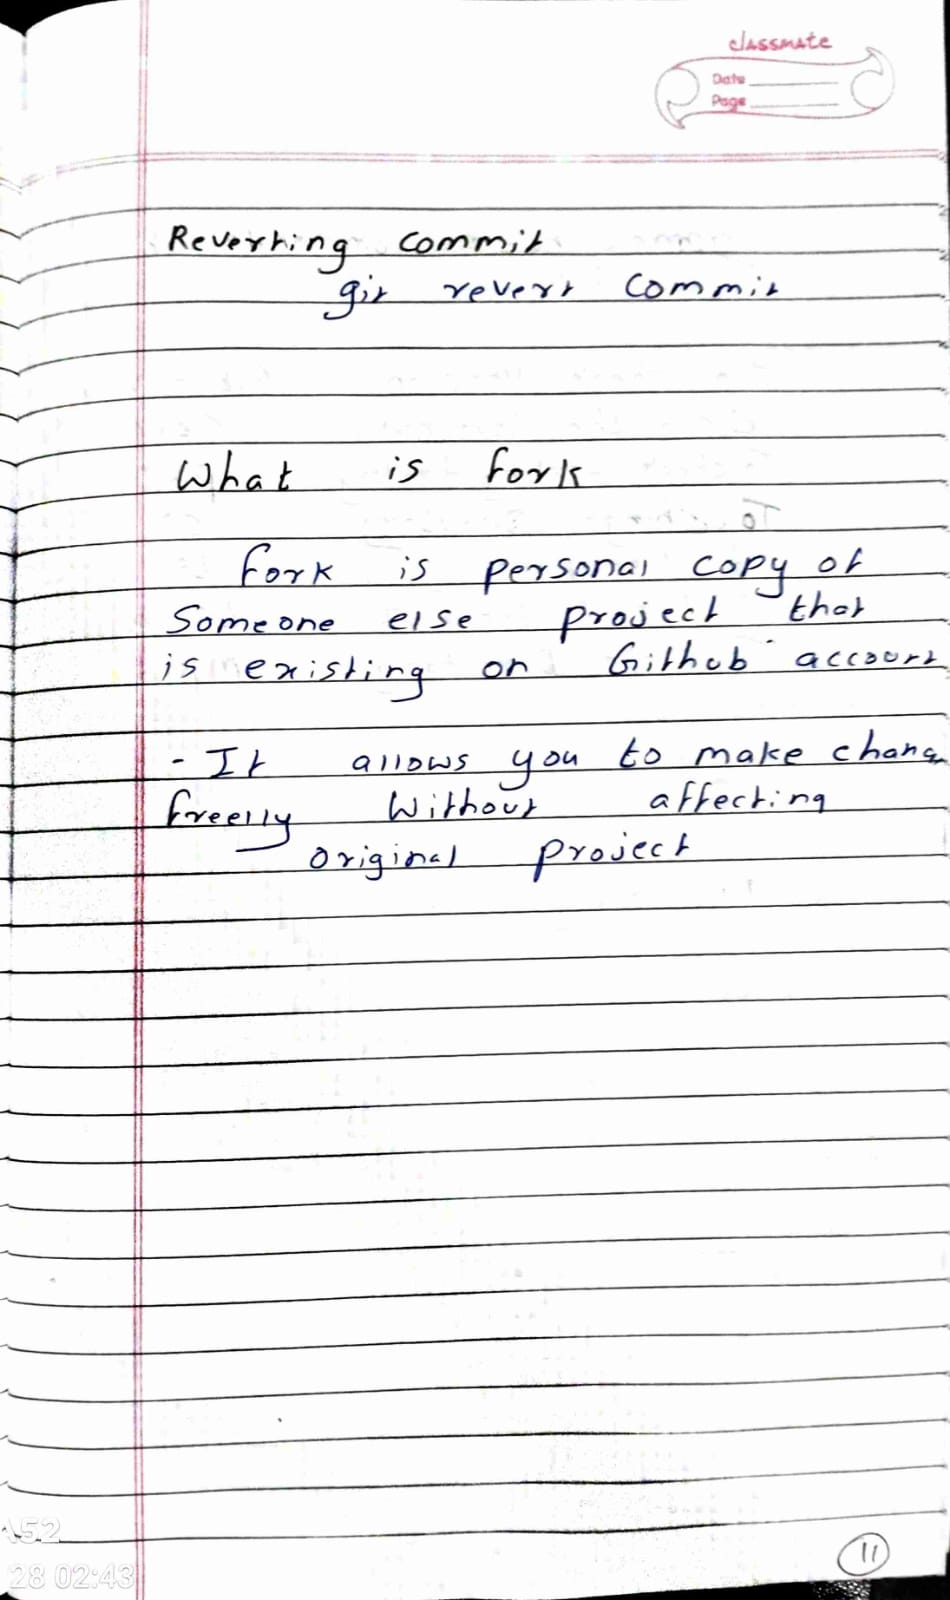 classmate
Date
Page
Reverting commit
git revert commit
What is fork
fork is personal copy of
Someone else project that
is existing on Github account
- It allows you to make chang
freelly Without affecting
original project
A52
28 02:43
11